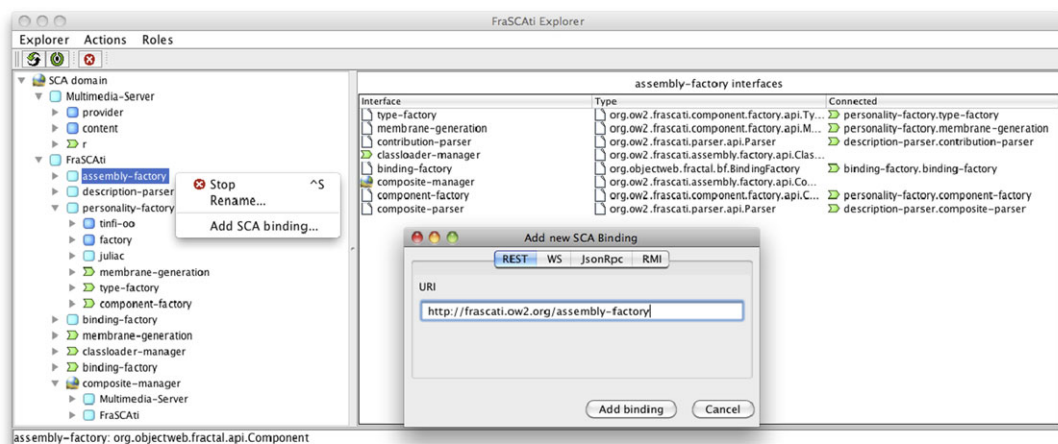 FraSCAti Explorer
Explorer Actions Roles
SCA domain
Multimedia-Server
provider
content
r
FraSCAti
assembly-factory
description-parser
personality-factory
tinfi-oo
factory
juliac
membrane-generation
type-factory
component-factory
binding-factory
membrane-generation
classloader-manager
binding-factory
composite-manager
Multimedia-Server
FraSCAti
Stop ^S
Rename...
Add SCA binding...
assembly-factory interfaces
Interface Type Connected
type-factory org.ow2.frascati.component.factory.api.Ty... personality-factory.type-factory
membrane-generation org.ow2.frascati.component.factory.api.M... personality-factory.membrane-generation
contribution-parser org.ow2.frascati.parser.api.Parser description-parser.contribution-parser
classloader-manager org.ow2.frascati.assembly.factory.api.Clas...
binding-factory org.objectweb.fractal.bf.BindingFactory binding-factory.binding-factory
composite-manager org.ow2.frascati.assembly.factory.api.Co...
component-factory org.ow2.frascati.component.factory.api.C... personality-factory.component-factory
composite-parser org.ow2.frascati.parser.api.Parser description-parser.composite-parser
Add new SCA Binding
REST WS JsonRpc RMI
URI
http://frascati.ow2.org/assembly-factory
Add binding Cancel
assembly-factory: org.objectweb.fractal.api.Component